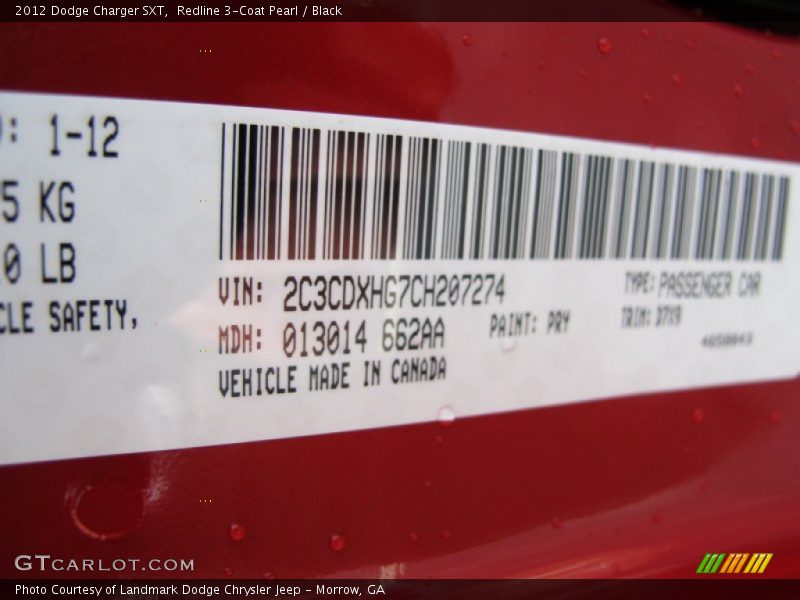 2012 Dodge Charger SXT,  Redline 3-Coat Pearl / Black
: 1-12
5 KG
0 LB
CLE SAFETY,
VIN: 2C3CDXHG7CH207274
TYPE: PASSENGER CAR
MDH: 013014 662AA
PAINT: PRY
TRIM: D7X9
VEHICLE MADE IN CANADA
GTCARLOT.COM
Photo Courtesy of Landmark Dodge Chrysler Jeep - Morrow, GA